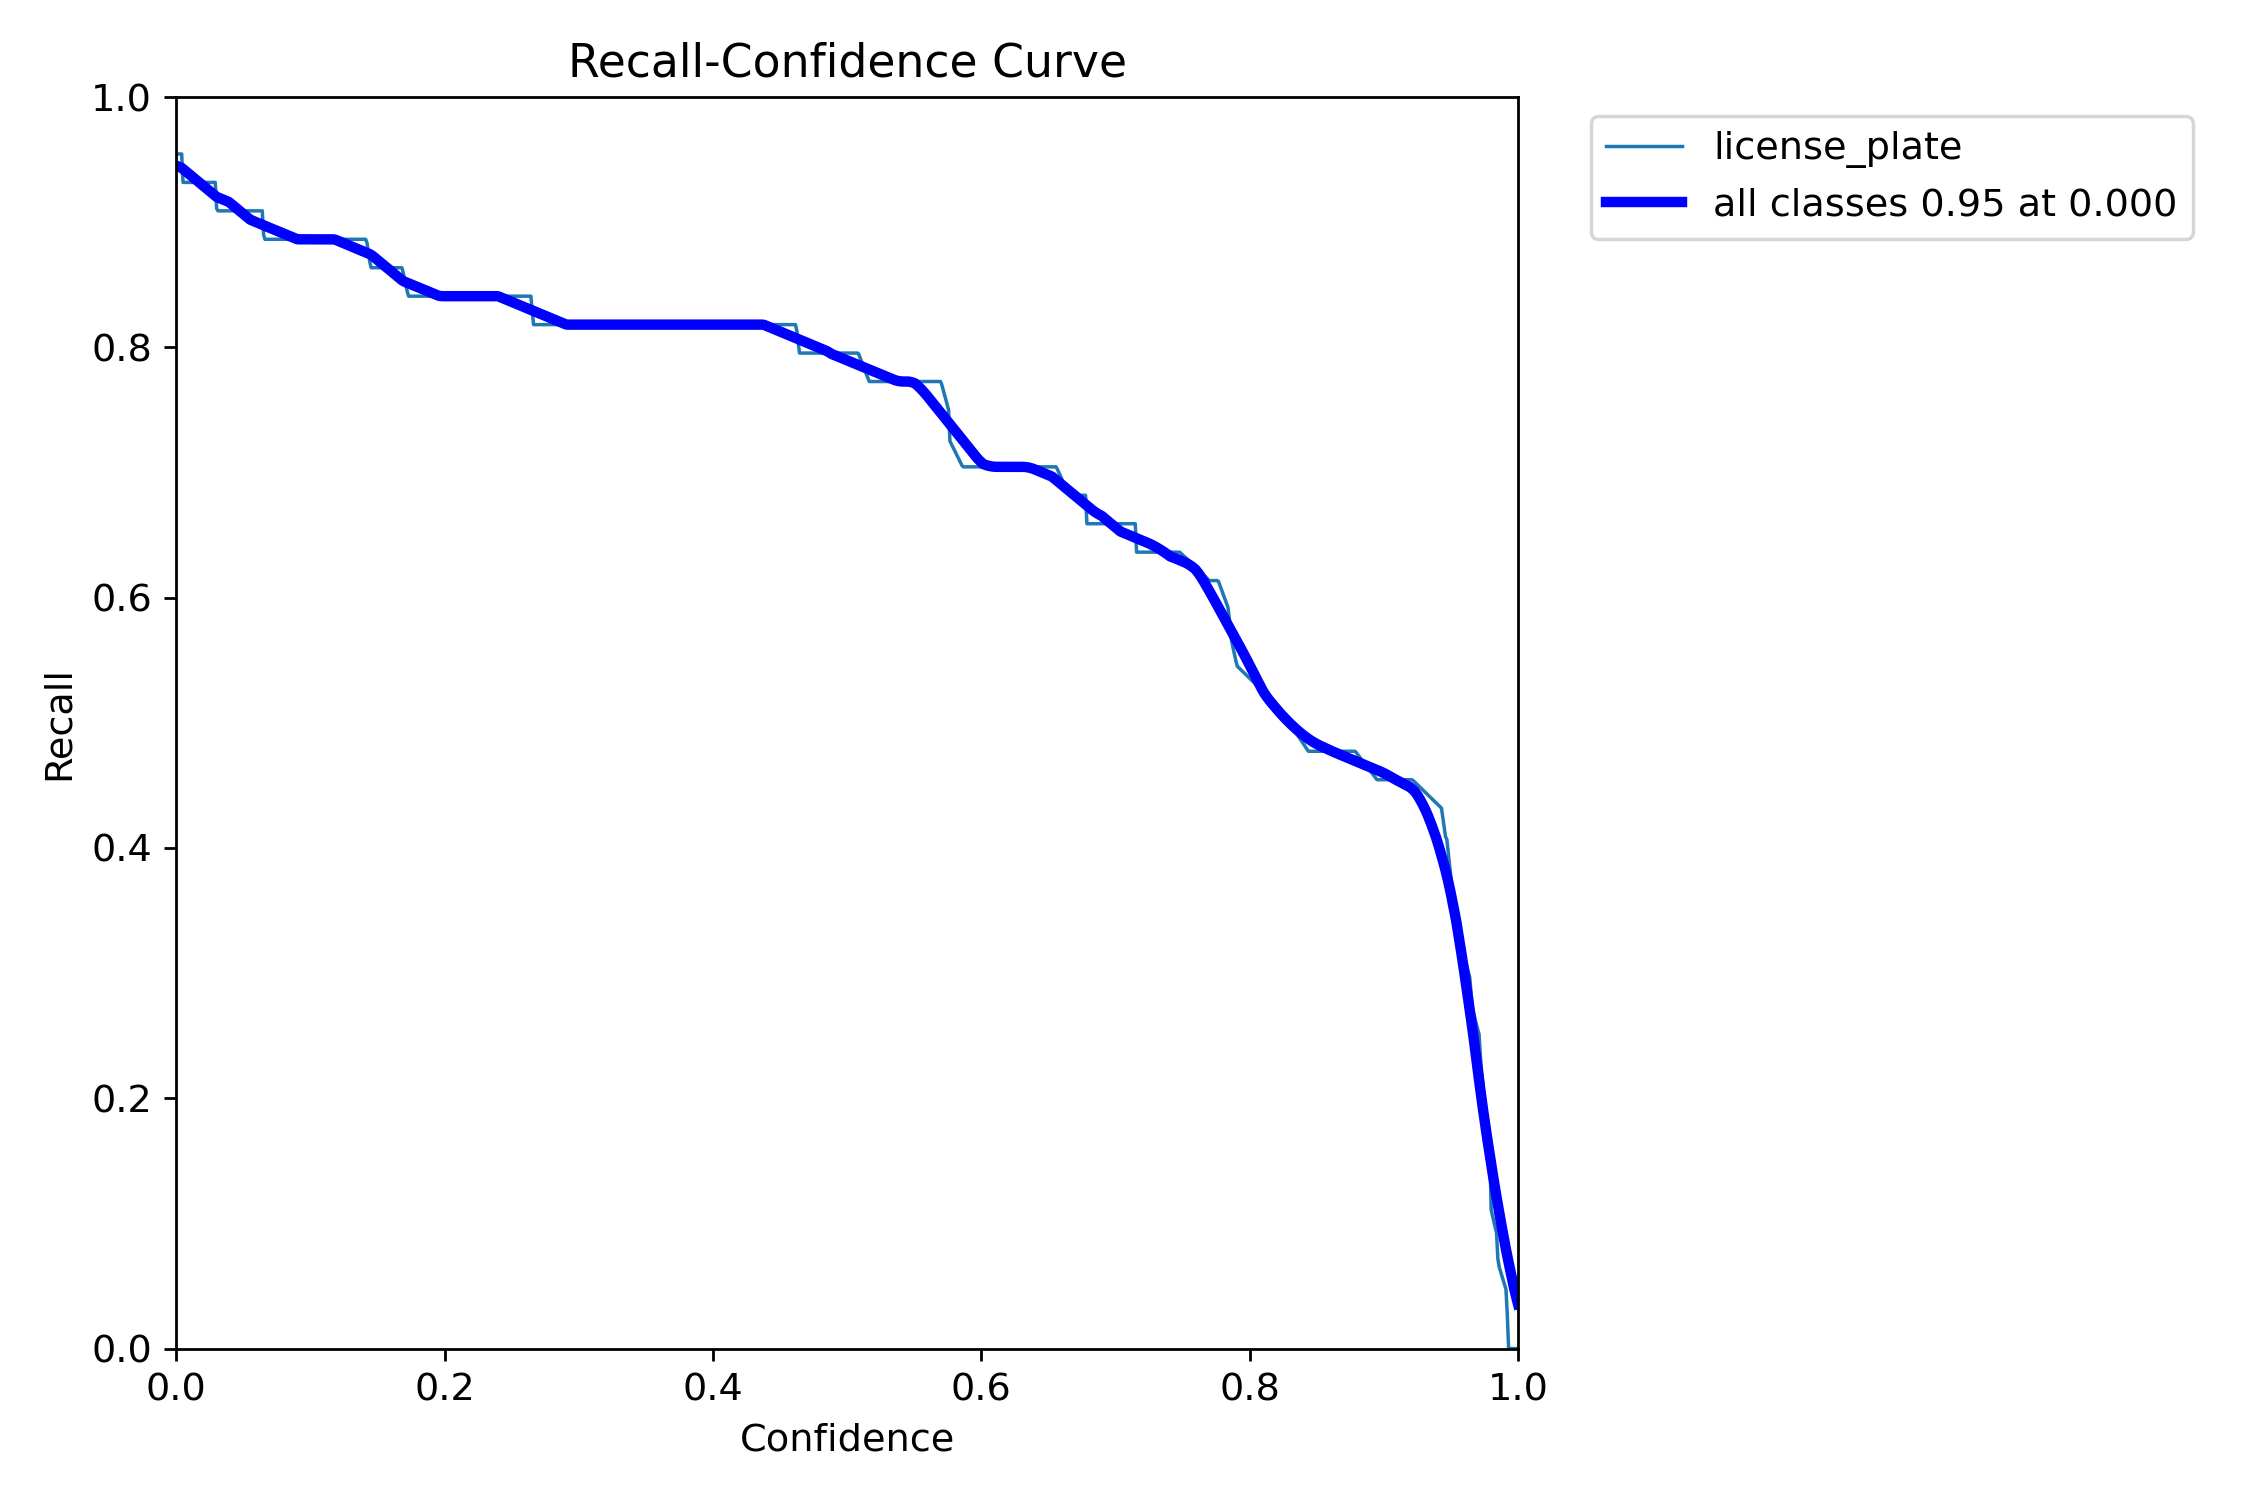 Recall-Confidence Curve
1.0
0.8
0.6
0.4
0.2
0.0
Recall
0.0 0.2 0.4 0.6 0.8 1.0
Confidence
license_plate
all classes 0.95 at 0.000